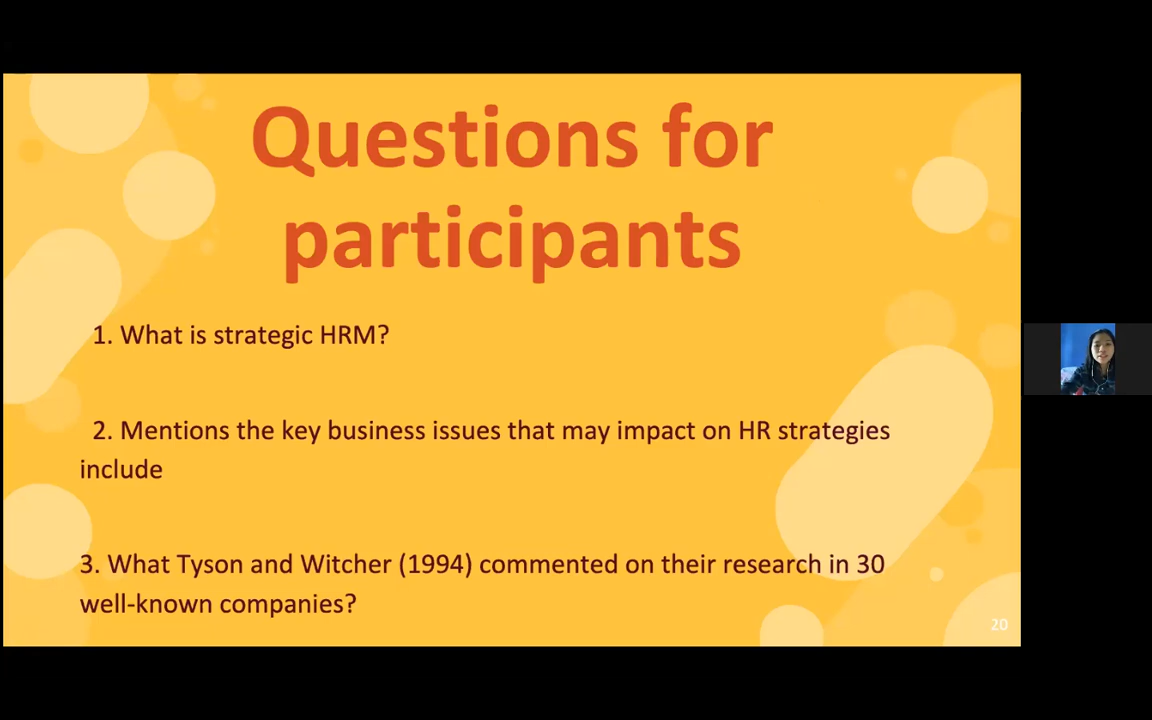 Questions for
participants
1. What is strategic HRM?
2. Mentions the key business issues that may impact on HR strategies
include
3. What Tyson and Witcher (1994) commented on their research in 30
well-known companies?
20